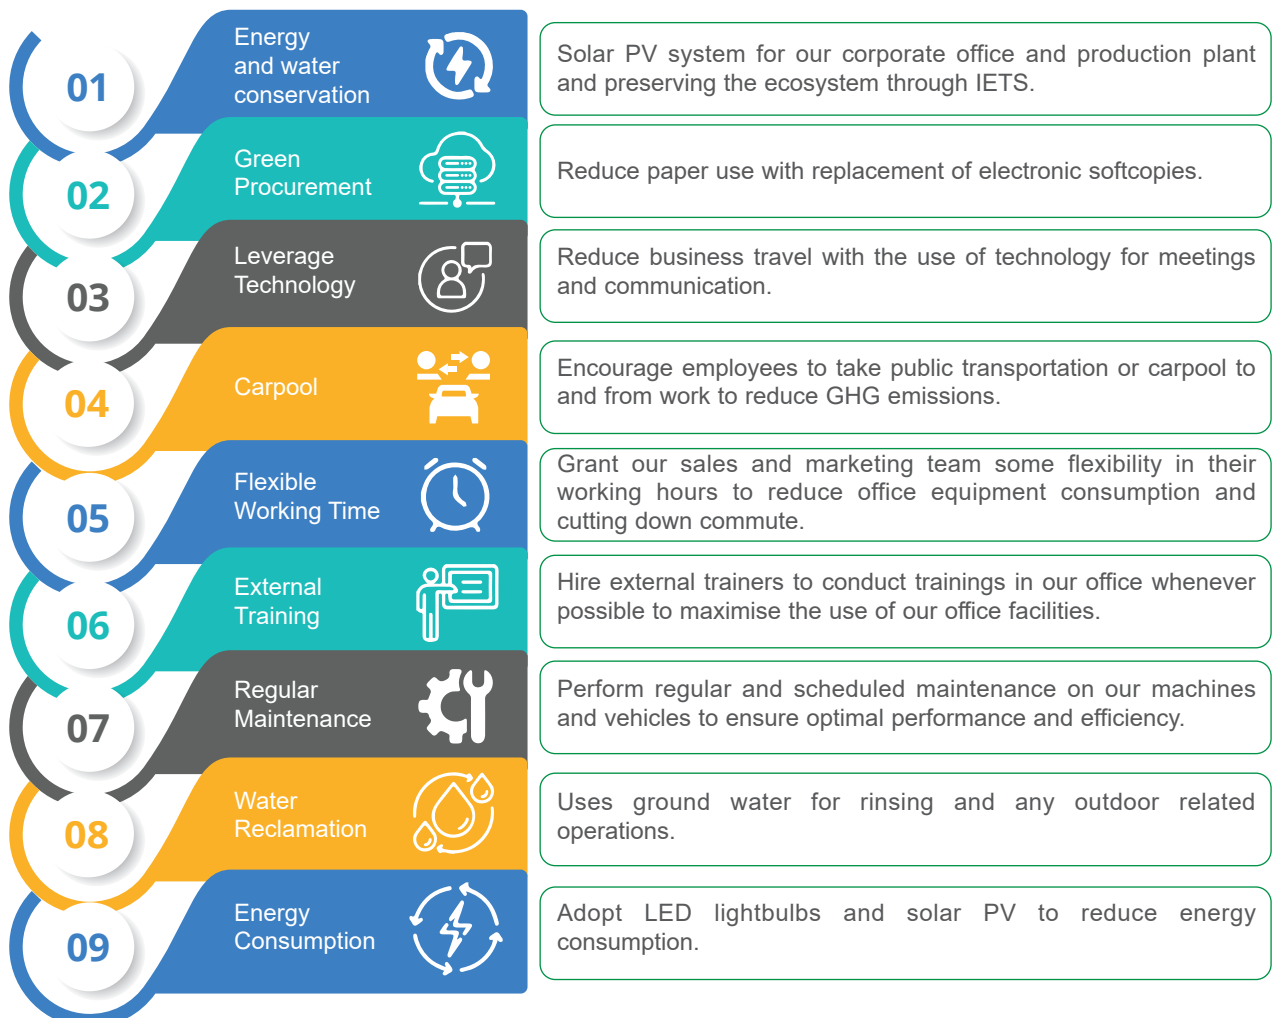 01
Energy
and water
conservation
Solar PV system for our corporate office and production plant
and preserving the ecosystem through IETS.
02
Green
Procurement
Reduce paper use with replacement of electronic softcopies.
03
Leverage
Technology
Reduce business travel with the use of technology for meetings
and communication.
04
Carpool
Encourage employees to take public transportation or carpool to
and from work to reduce GHG emissions.
05
Flexible
Working Time
Grant our sales and marketing team some flexibility in their
working hours to reduce office equipment consumption and
cutting down commute.
06
External
Training
Hire external trainers to conduct trainings in our office whenever
possible to maximise the use of our office facilities.
07
Regular
Maintenance
Perform regular and scheduled maintenance on our machines
and vehicles to ensure optimal performance and efficiency.
08
Water
Reclamation
Uses ground water for rinsing and any outdoor related
operations.
09
Energy
Consumption
Adopt LED lightbulbs and solar PV to reduce energy
consumption.